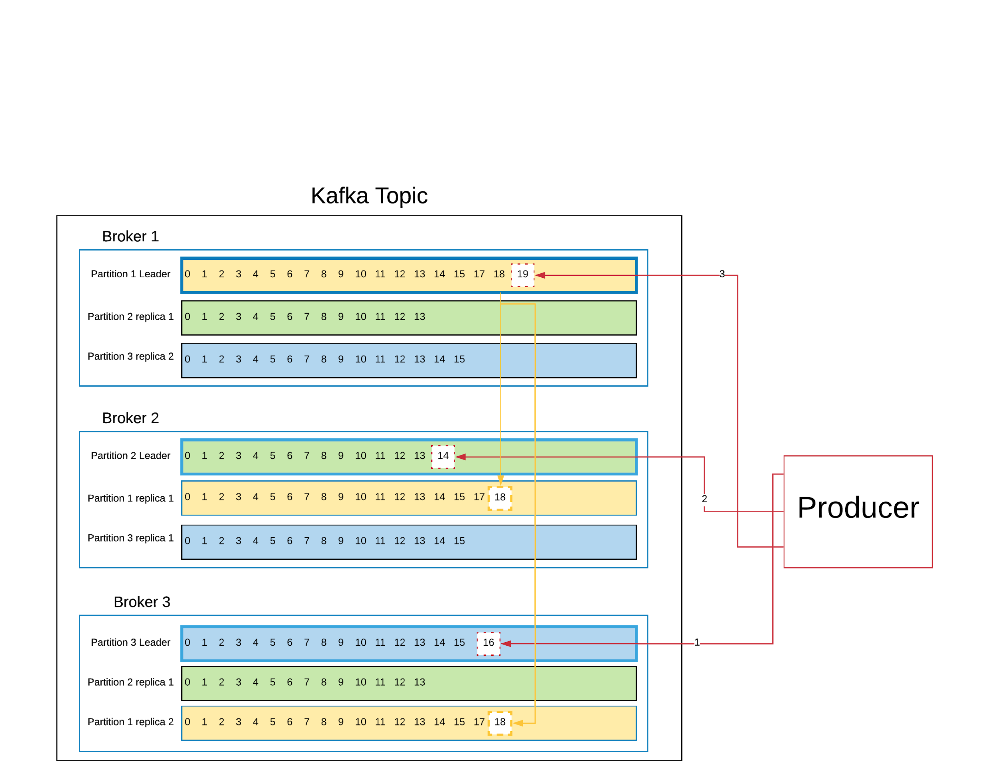 Kafka Topic
Broker 1
Partition 1 Leader 0 1 2 3 4 5 6 7 8 9 10 11 12 13 14 15 17 18 19 3
Partition 2 replica 1 0 1 2 3 4 5 6 7 8 9 10 11 12 13
Partition 3 replica 2 0 1 2 3 4 5 6 7 8 9 10 11 12 13 14 15
Broker 2
Partition 2 Leader 0 1 2 3 4 5 6 7 8 9 10 11 12 13 14
Partition 1 replica 1 0 1 2 3 4 5 6 7 8 9 10 11 12 13 14 15 17 18 2
Producer
Partition 3 replica 1 0 1 2 3 4 5 6 7 8 9 10 11 12 13 14 15
Broker 3
Partition 3 Leader 0 1 2 3 4 5 6 7 8 9 10 11 12 13 14 15 16 1
Partition 2 replica 1 0 1 2 3 4 5 6 7 8 9 10 11 12 13
Partition 1 replica 2 0 1 2 3 4 5 6 7 8 9 10 11 12 13 14 15 17 18